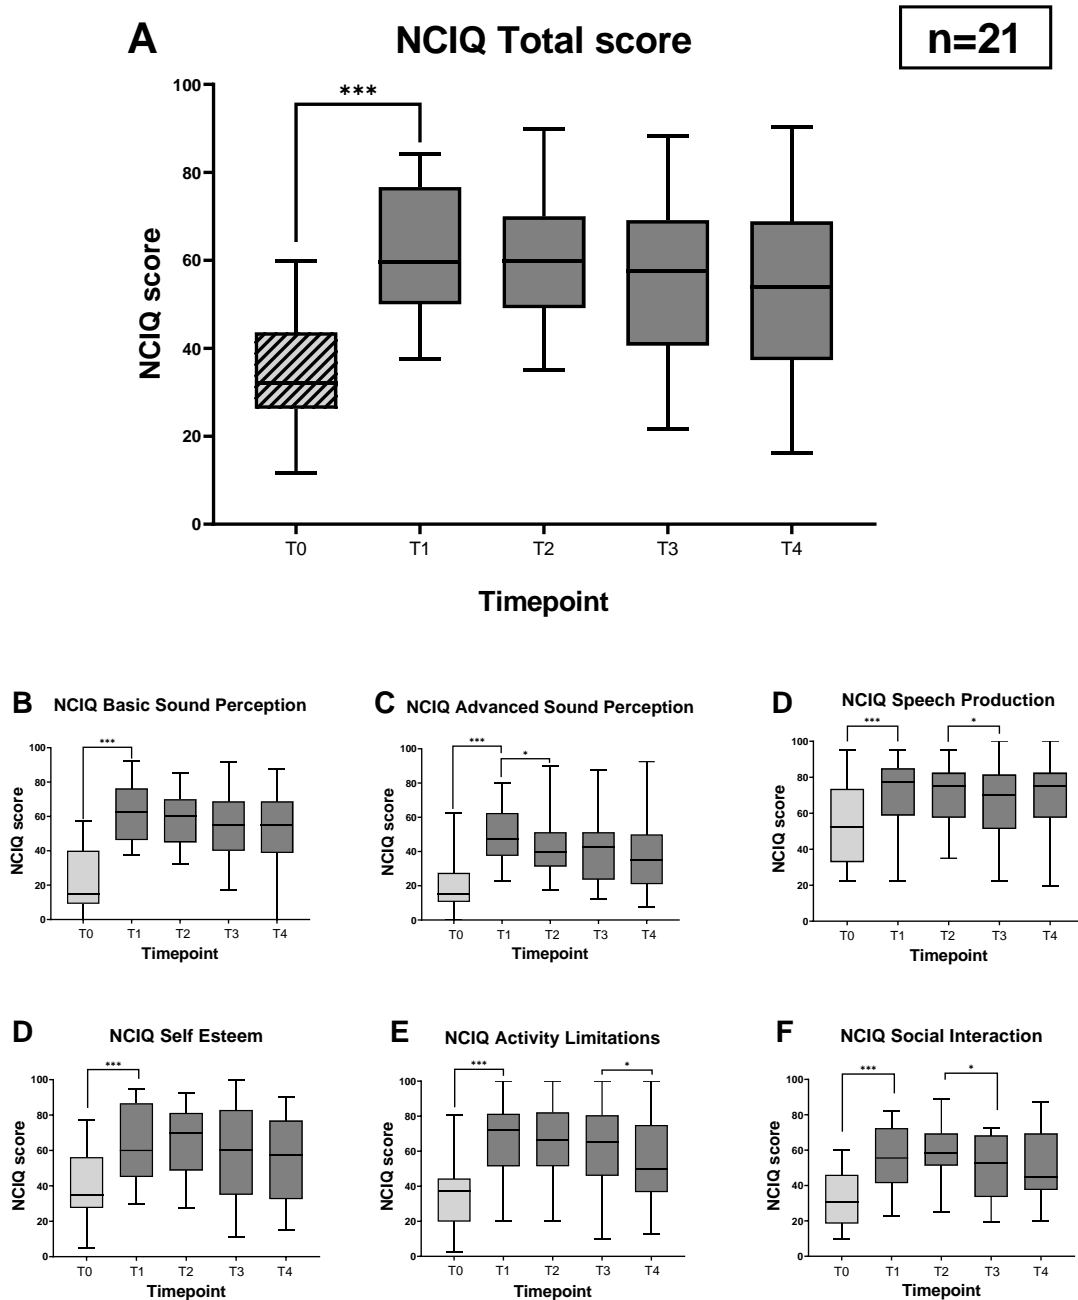 A
NCIQ Total score
n=21
***
100
80
60
40
20
0
NCIQ score
T0 T1 T2 T3 T4
Timepoint
B
NCIQ Basic Sound Perception
***
100
80
60
40
20
0
NCIQ score
T0 T1 T2 T3 T4
Timepoint
C
NCIQ Advanced Sound Perception
*** *
100
80
60
40
20
0
NCIQ score
T0 T1 T2 T3 T4
Timepoint
D
NCIQ Speech Production
*** *
100
80
60
40
20
0
NCIQ score
T0 T1 T2 T3 T4
Timepoint
D
NCIQ Self Esteem
***
100
80
60
40
20
0
NCIQ score
T0 T1 T2 T3 T4
Timepoint
E
NCIQ Activity Limitations
*** *
100
80
60
40
20
0
NCIQ score
T0 T1 T2 T3 T4
Timepoint
F
NCIQ Social Interaction
*** *
100
80
60
40
20
0
NCIQ score
T0 T1 T2 T3 T4
Timepoint